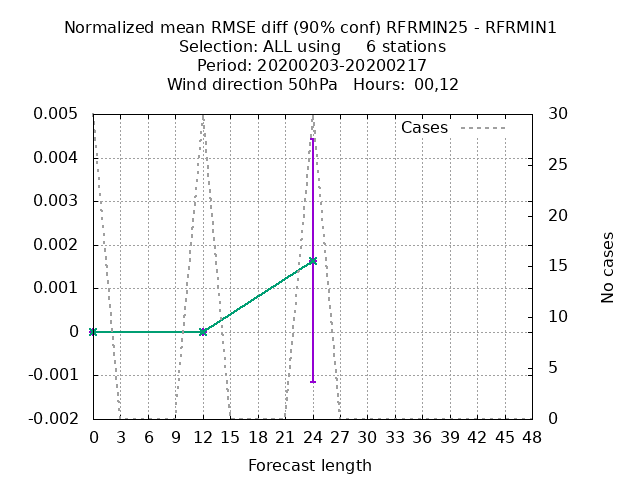 Normalized mean RMSE diff (90% conf) RFRMIN25 - RFRMIN1
Selection: ALL using     6 stations
Period: 20200203-20200217
Wind direction 50hPa   Hours:  00,12
Cases
0.005
0.004
0.003
0.002
0.001
0
-0.001
-0.002
30
25
20
15
10
5
0
No cases
0 3 6 9 12 15 18 21 24 27 30 33 36 39 42 45 48
Forecast length